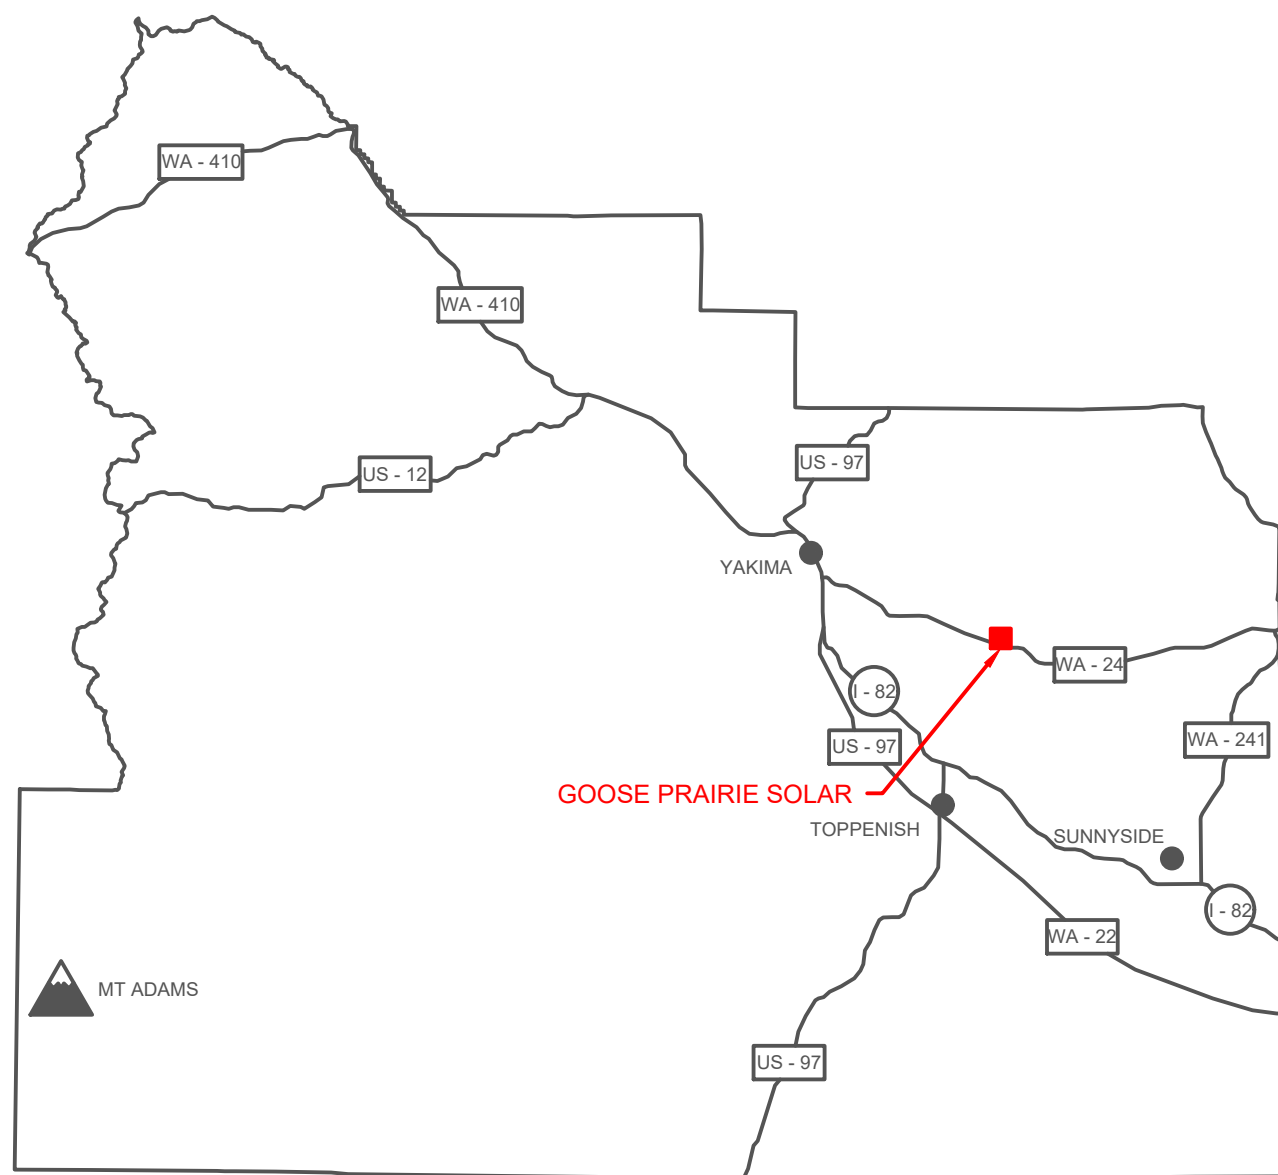 WA - 410
WA - 410
US - 97
US - 12
YAKIMA
WA - 24
I - 82
WA - 241
US - 97
GOOSE PRAIRIE SOLAR
TOPPENISH
SUNNYSIDE
I - 82
WA - 22
MT ADAMS
US - 97